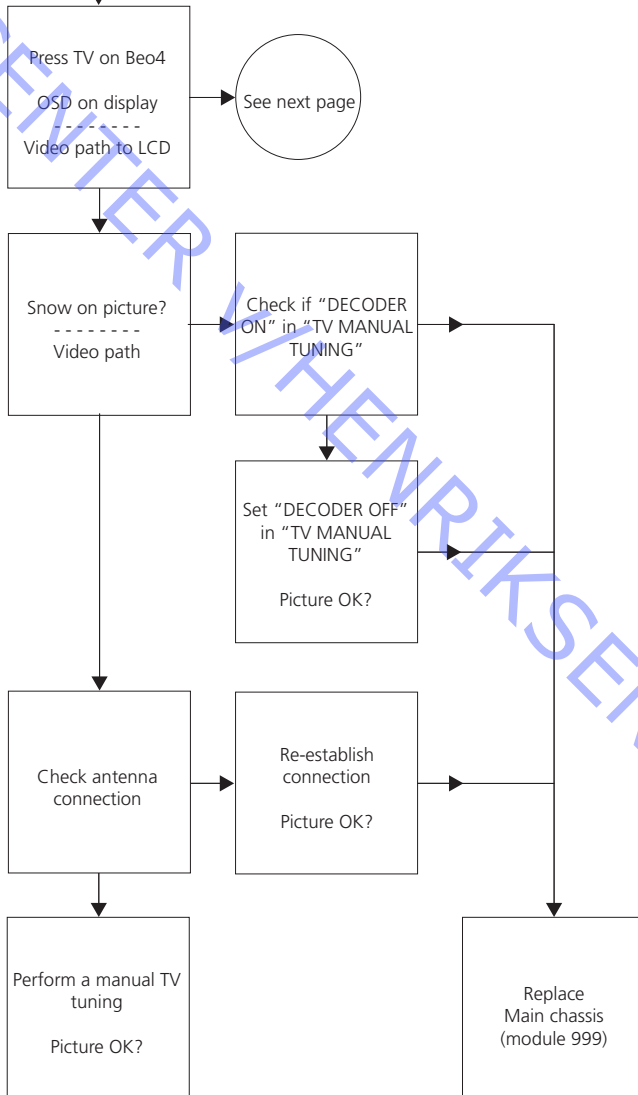 Press TV on Beo4
OSD on display
- - - - - - - -
Video path to LCD
See next page
Snow on picture?
- - - - - - - -
Video path
Check if “DECODER
ON” in “TV MANUAL
TUNING”
Set “DECODER OFF”
in “TV MANUAL
TUNING”
Picture OK?
Check antenna
connection
Re-establish
connection
Picture OK?
Perform a manual TV
tuning
Picture OK?
Replace
Main chassis
(module 999)
CENTER v/HENRIKSEN